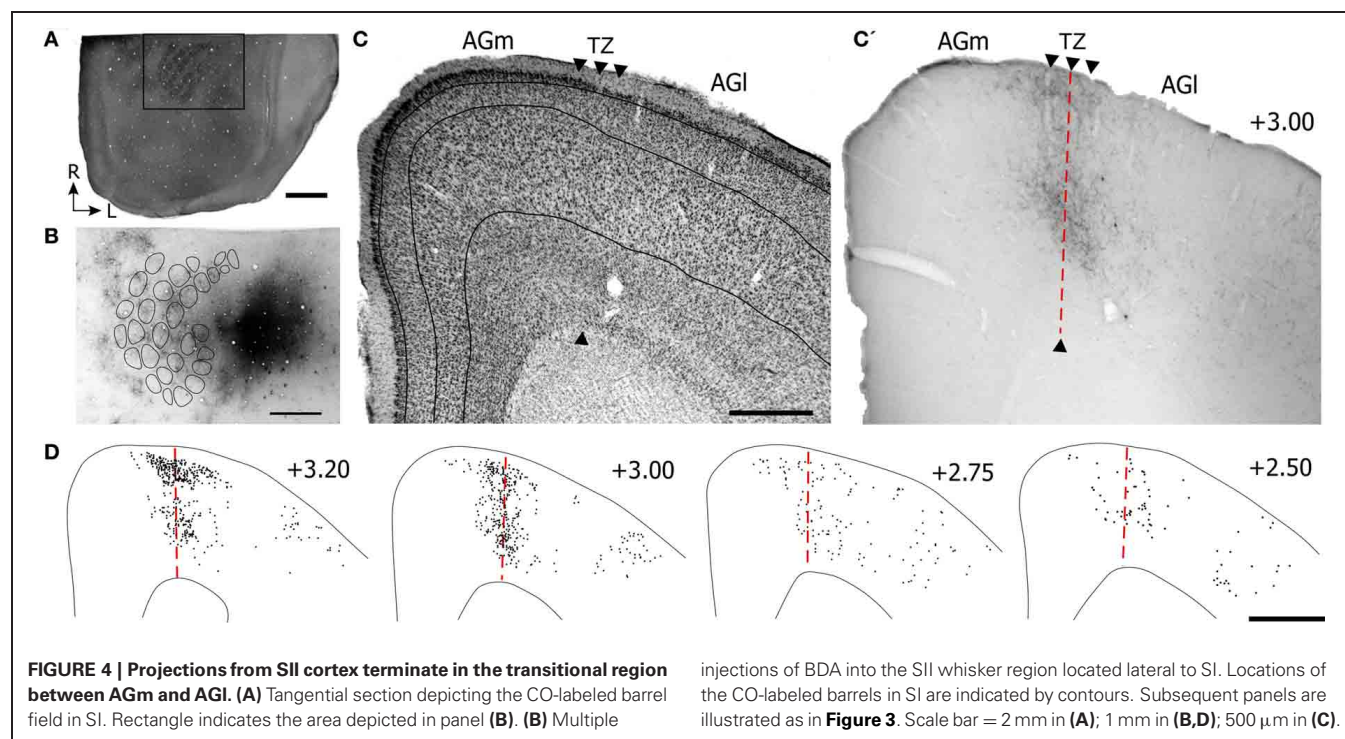 A
R
L
B
C
AGm
TZ
AGl
C´
AGm
TZ
AGl
+3.00
D
+3.20
+3.00
+2.75
+2.50
FIGURE 4 | Projections from SII cortex terminate in the transitional region
between AGm and AGl. (A) Tangential section depicting the CO-labeled barrel
field in SI. Rectangle indicates the area depicted in panel (B). (B) Multiple
injections of BDA into the SII whisker region located lateral to SI. Locations of
the CO-labeled barrels in SI are indicated by contours. Subsequent panels are
illustrated as in Figure 3. Scale bar = 2 mm in (A); 1 mm in (B,D); 500 μm in (C).